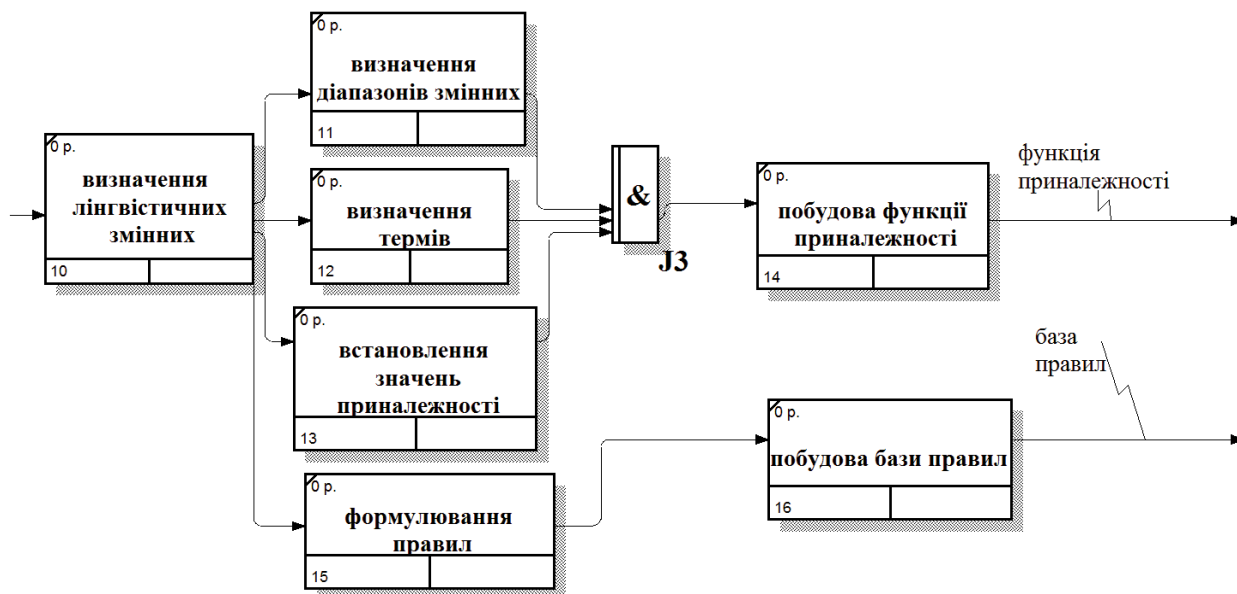 0 р.
визначення
лінгвістичних
змінних
10
0 р.
визначення
діапазонів змінних
11
0 р.
визначення
термів
12
0 р.
встановлення
значень
приналежності
13
0 р.
формулювання
правил
15
&
J3
0 р.
побудова функції
приналежності
14
функція
приналежності
0 р.
побудова бази правил
16
база
правил